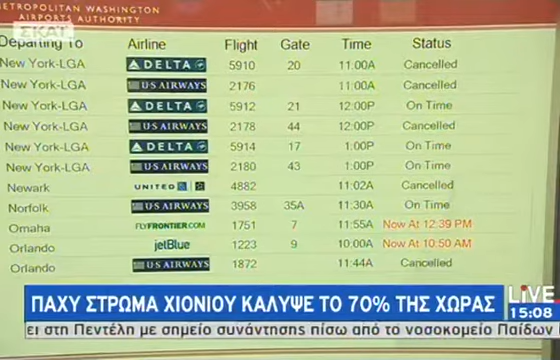 METROPOLITAN WASHINGTON
AIRPORTS AUTHORITY
ΣΚΑΪ
Departing To Airline Flight Gate Time Status
New York-LGA DELTA 5910 20 11:00A Cancelled
New York-LGA US AIRWAYS 2176 11:00A Cancelled
New York-LGA DELTA 5912 21 12:00P On Time
New York-LGA US AIRWAYS 2178 44 12:00P Cancelled
New York-LGA DELTA 5914 17 1:00P On Time
New York-LGA US AIRWAYS 2180 43 1:00P On Time
Newark UNITED 4882 11:02A Cancelled
Norfolk US AIRWAYS 3958 35A 11:30A On Time
Omaha FLYFRONTIER.COM 1751 7 11:55A Now At 12:39 PM
Orlando jetBlue 1223 9 10:00A Now At 10:50 AM
Orlando US AIRWAYS 1872 11:44A Cancelled
ΠΑΧΥ ΣΤΡΩΜΑ ΧΙΟΝΙΟΥ ΚΑΛΥΨΕ ΤΟ 70% ΤΗΣ ΧΩΡΑΣ
LIVE
15:08
ει στη Πεντέλη με σημείο συνάντησης πίσω από το νοσοκομείο Παίδων